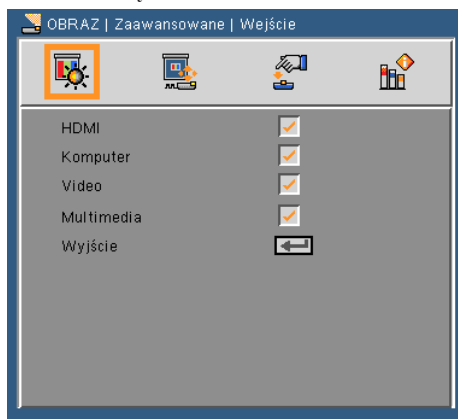 OBRAZ | Zaawansowane | Wejście
HDMI
Komputer
Video
Multimedia
Wyjście